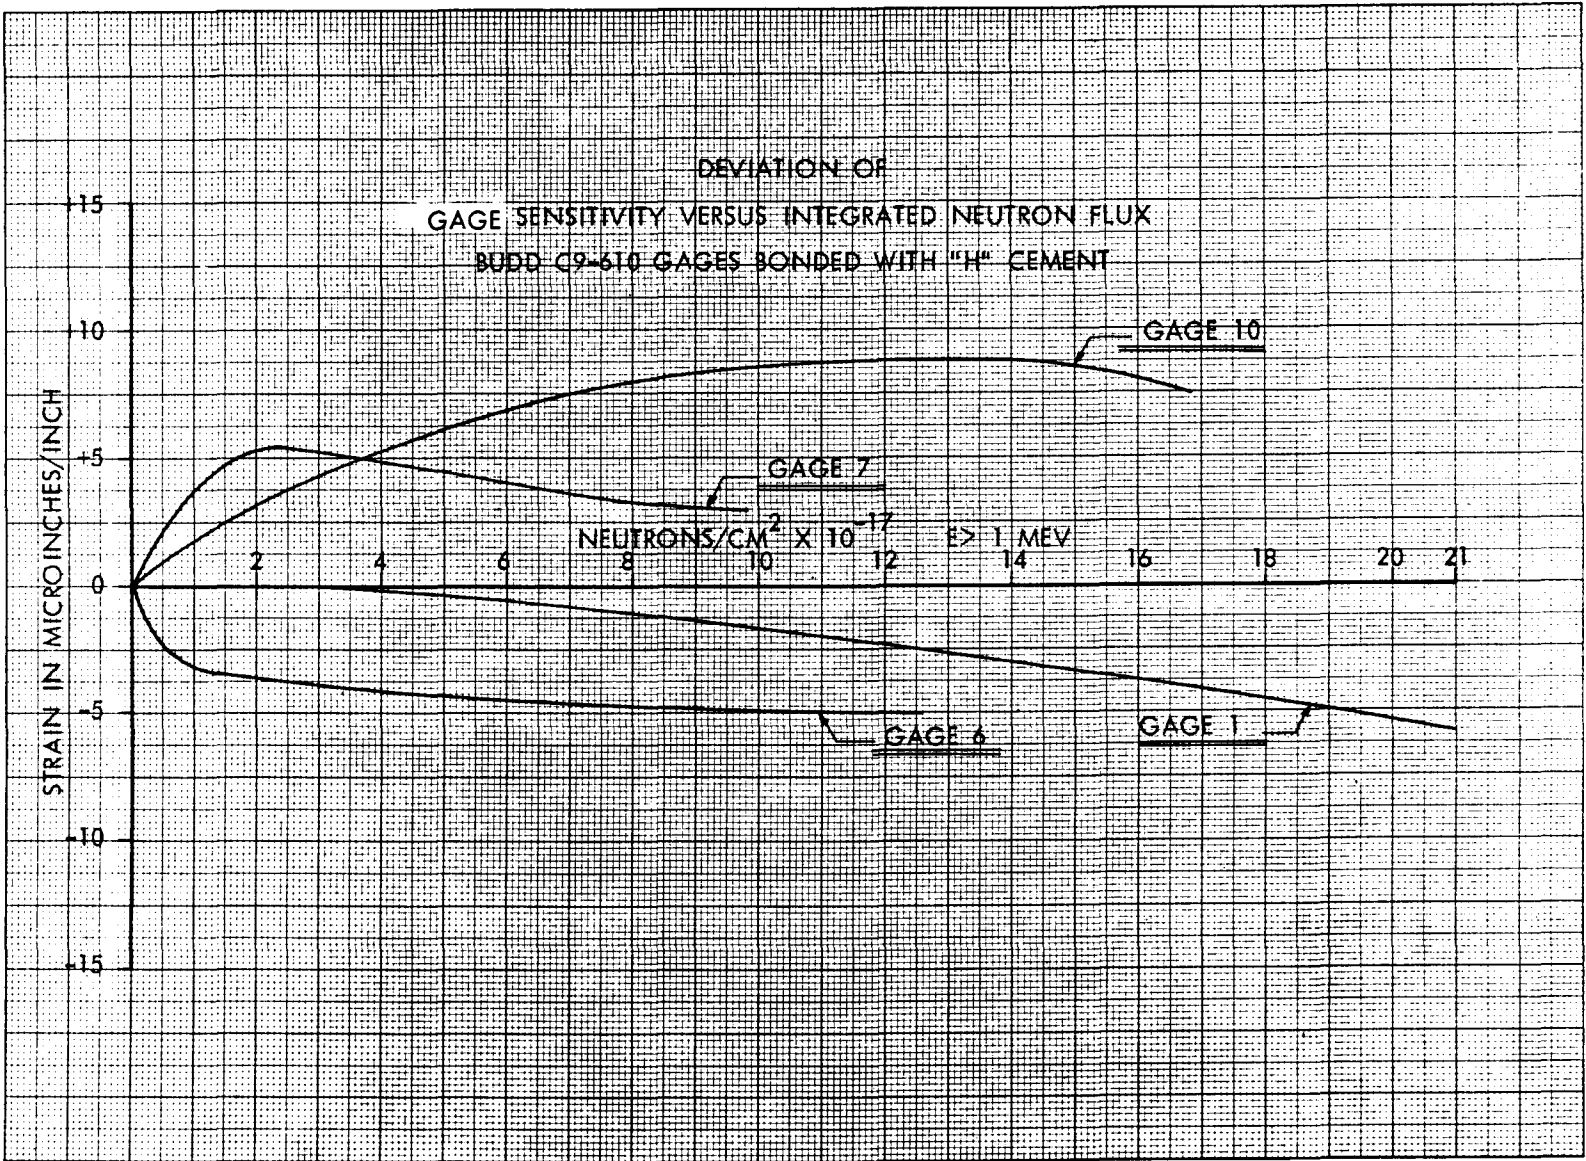 DEVIATION OF
GAGE SENSITIVITY VERSUS INTEGRATED NEUTRON FLUX
BUDD C9-610 GAGES BONDED WITH "H" CEMENT
+15
+10
+5
0
-5
-10
-15
STRAIN IN MICROINCHES/INCH
GAGE 10
GAGE 7
NEUTRONS/CM² X 10⁻¹⁷ E> 1 MEV
2 4 6 8 10 12 14 16 18 20 21
GAGE 6
GAGE 1